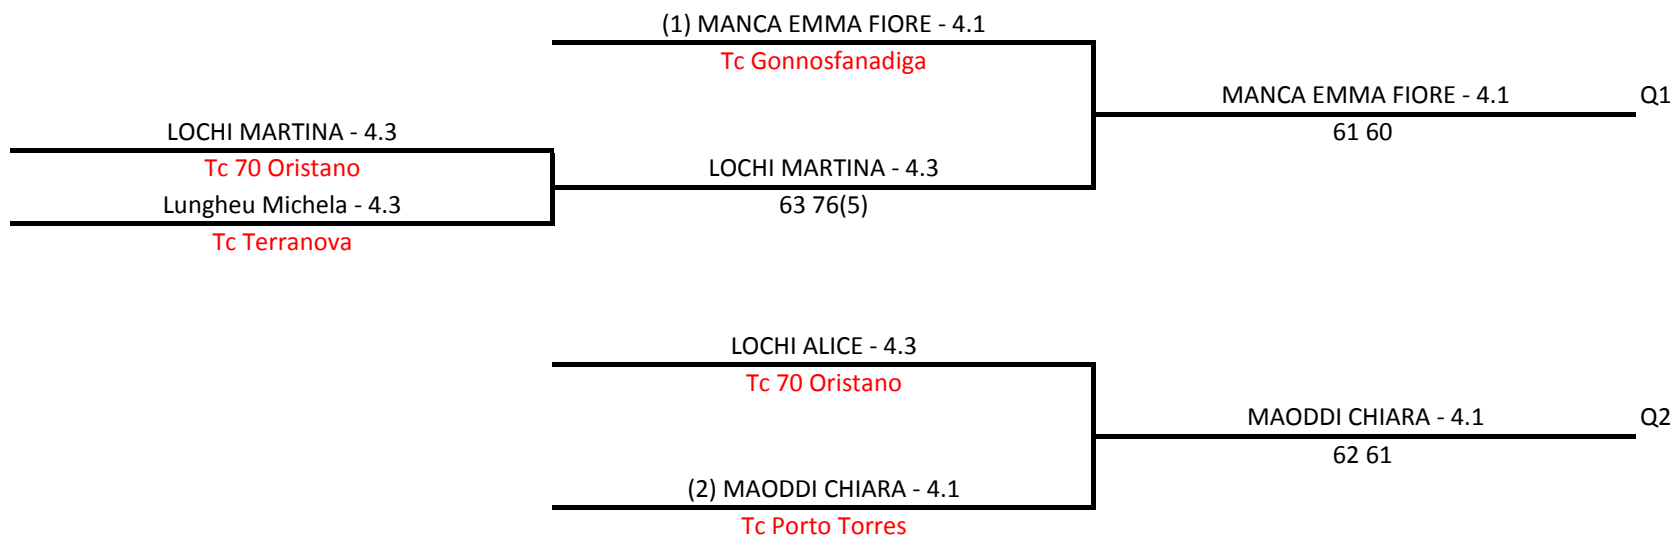 (1) MANCA EMMA FIORE - 4.1
Tc Gonnosfanadiga
MANCA EMMA FIORE - 4.1 Q1
61 60
LOCHI MARTINA - 4.3
Tc 70 Oristano
LOCHI MARTINA - 4.3
63 76(5)
Lungheu Michela - 4.3
Tc Terranova
LOCHI ALICE - 4.3
Tc 70 Oristano
MAODDI CHIARA - 4.1 Q2
62 61
(2) MAODDI CHIARA - 4.1
Tc Porto Torres